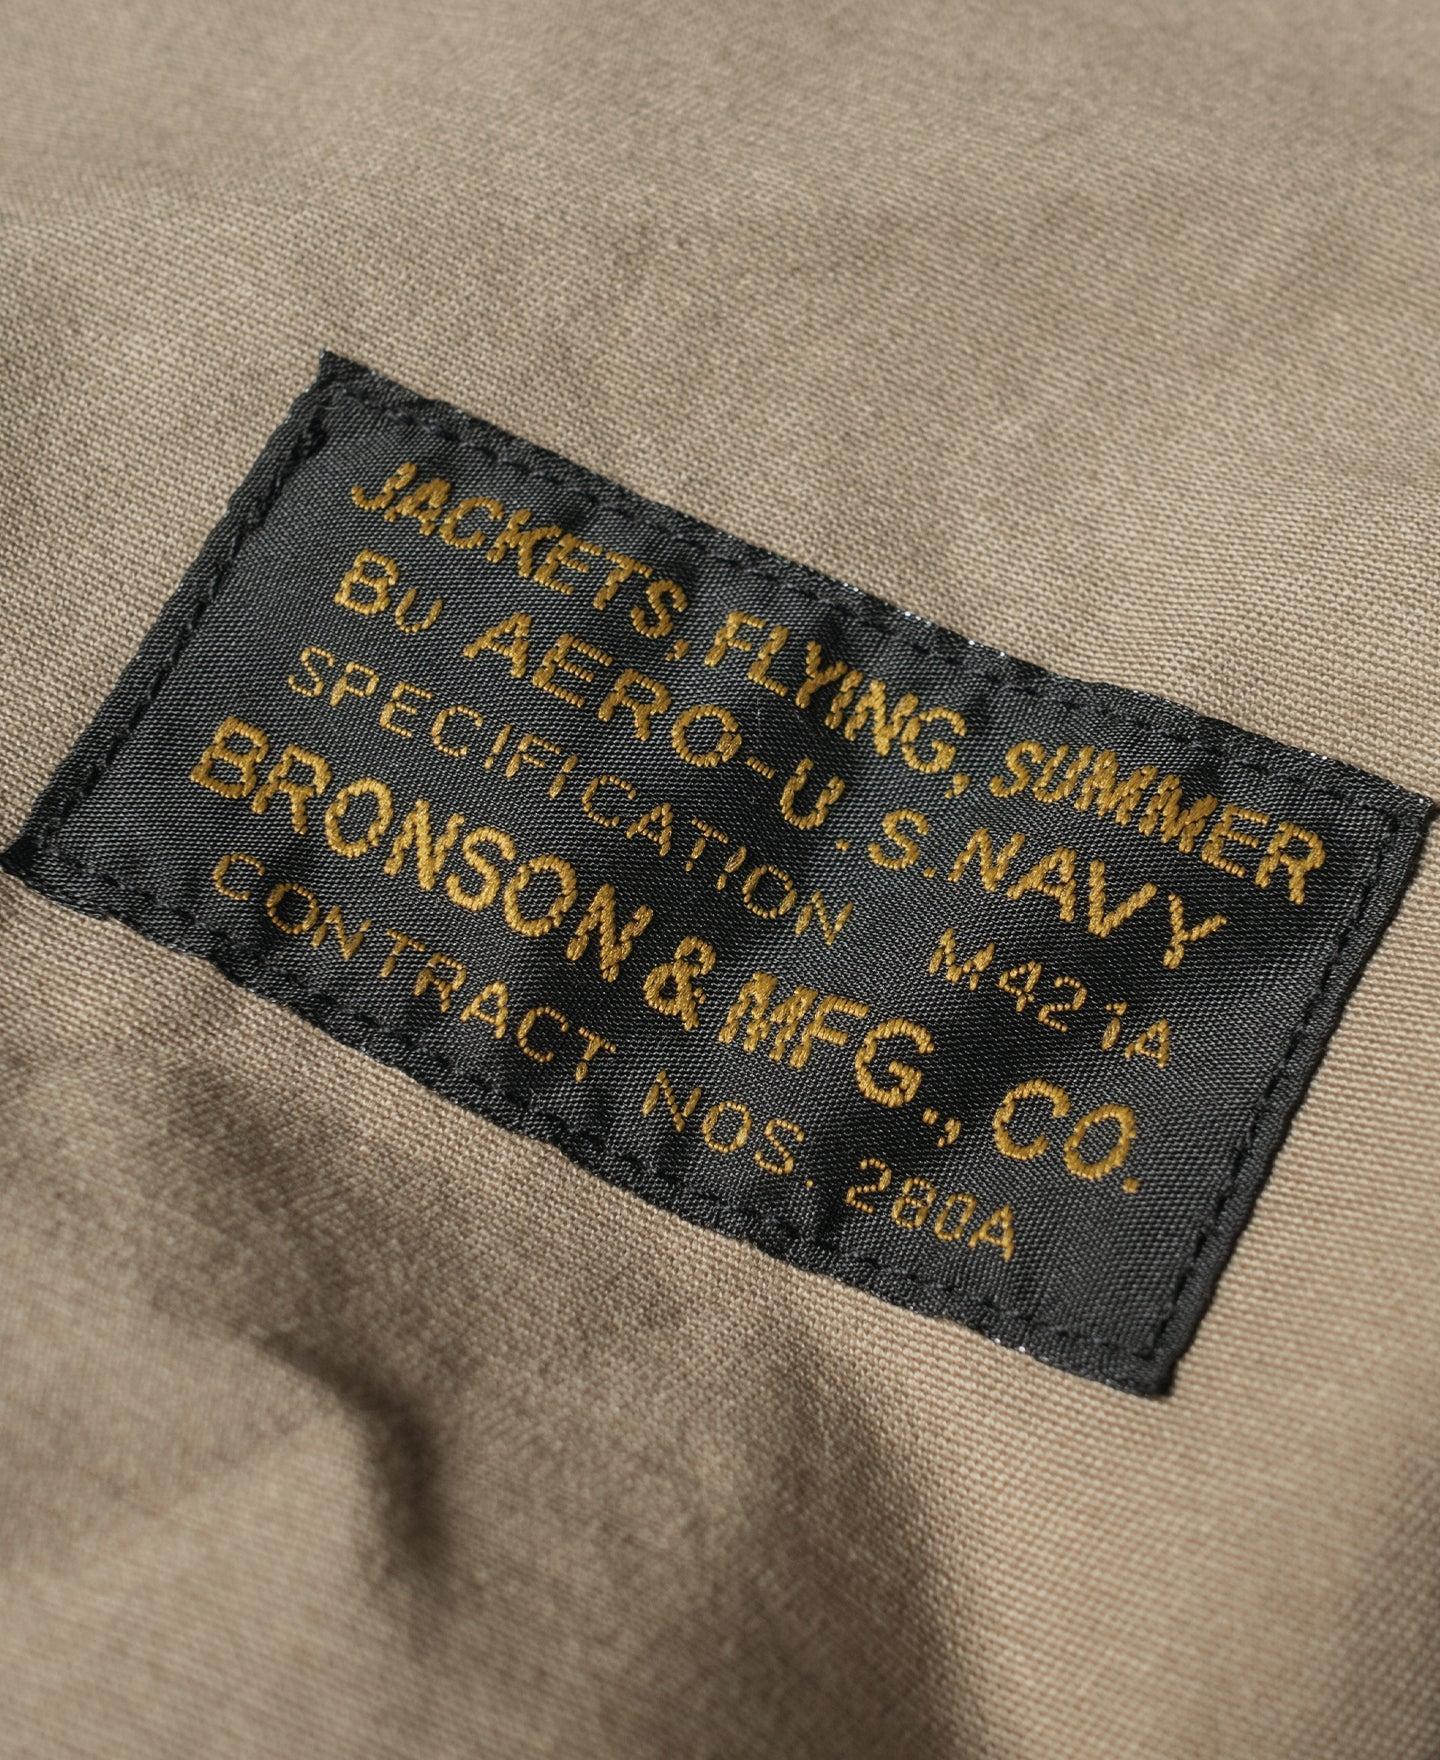 JACKETS, FLYING, SUMMER
Bu AERO-U.S.NAVY
SPECIFICATION M421A
BRONSON & MFG., CO.
CONTRACT NOS. 280A